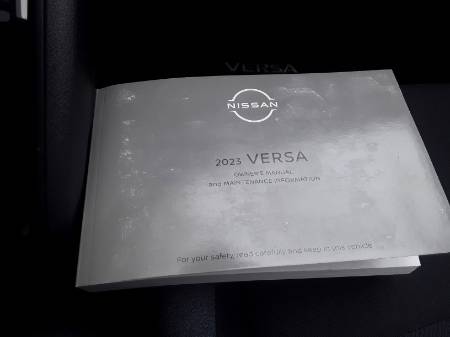 VERSA
NISSAN
2023 VERSA
OWNER'S MANUAL
and MAINTENANCE INFORMATION
For your safety, read carefully and keep in this vehicle.